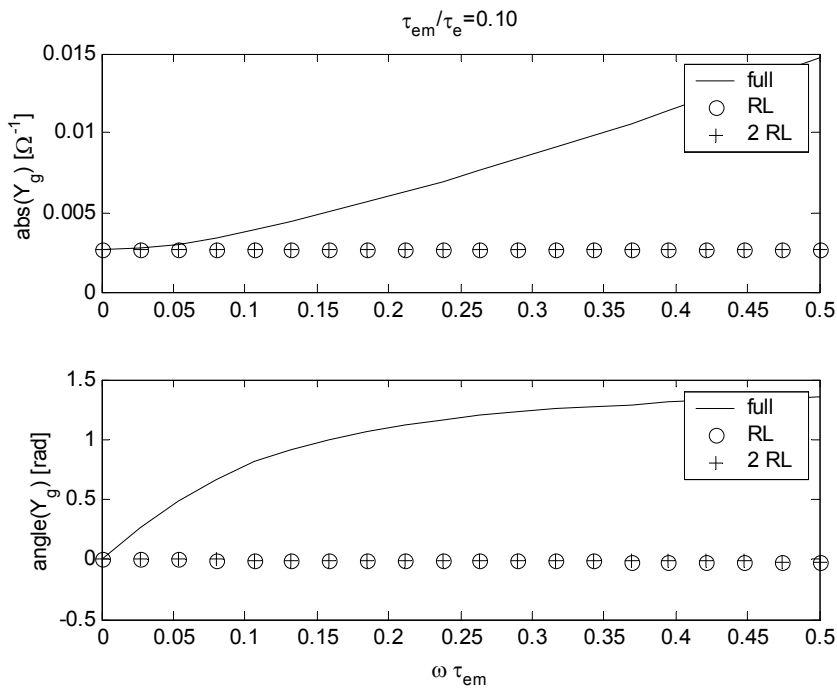 τem/τe=0.10
abs(Yg) [Ω-1]
0.015
0.01
0.005
0
full
RL
2 RL
0 0.05 0.1 0.15 0.2 0.25 0.3 0.35 0.4 0.45 0.5
angle(Yg) [rad]
1.5
1
0.5
0
-0.5
full
RL
2 RL
0 0.05 0.1 0.15 0.2 0.25 0.3 0.35 0.4 0.45 0.5
ω τem